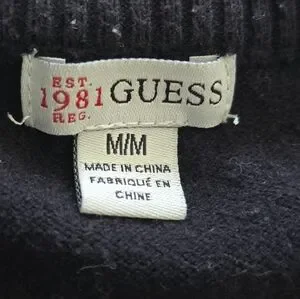 EST.
1981 GUESS
REG.
M/M
MADE IN CHINA
FABRIQUÉ EN
CHINE